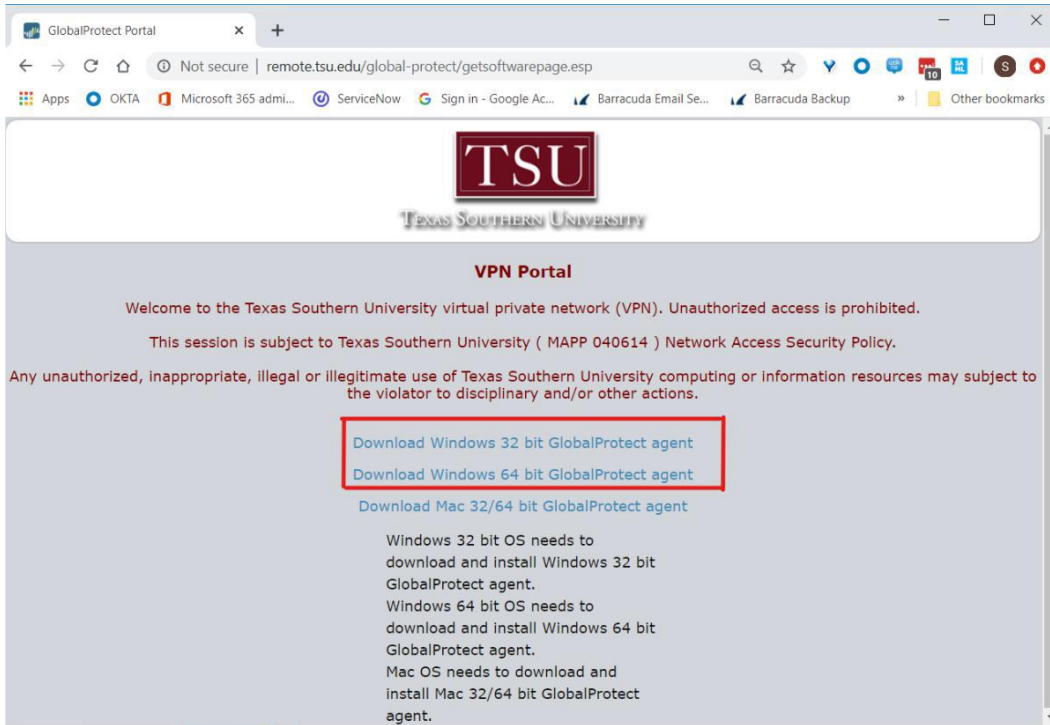 GlobalProtect Portal
Not secure | remote.tsu.edu/global-protect/getsoftwarepage.esp
10
S
Apps OKTA Microsoft 365 admi... ServiceNow G Sign in - Google Ac... Barracuda Email Se... Barracuda Backup » Other bookmarks
TSU
TEXAS SOUTHERN UNIVERSITY
VPN Portal
Welcome to the Texas Southern University virtual private network (VPN). Unauthorized access is prohibited.
This session is subject to Texas Southern University ( MAPP 040614 ) Network Access Security Policy.
Any unauthorized, inappropriate, illegal or illegitimate use of Texas Southern University computing or information resources may subject to
the violator to disciplinary and/or other actions.
Download Windows 32 bit GlobalProtect agent
Download Windows 64 bit GlobalProtect agent
Download Mac 32/64 bit GlobalProtect agent
Windows 32 bit OS needs to
download and install Windows 32 bit
GlobalProtect agent.
Windows 64 bit OS needs to
download and install Windows 64 bit
GlobalProtect agent.
Mac OS needs to download and
install Mac 32/64 bit GlobalProtect
agent.